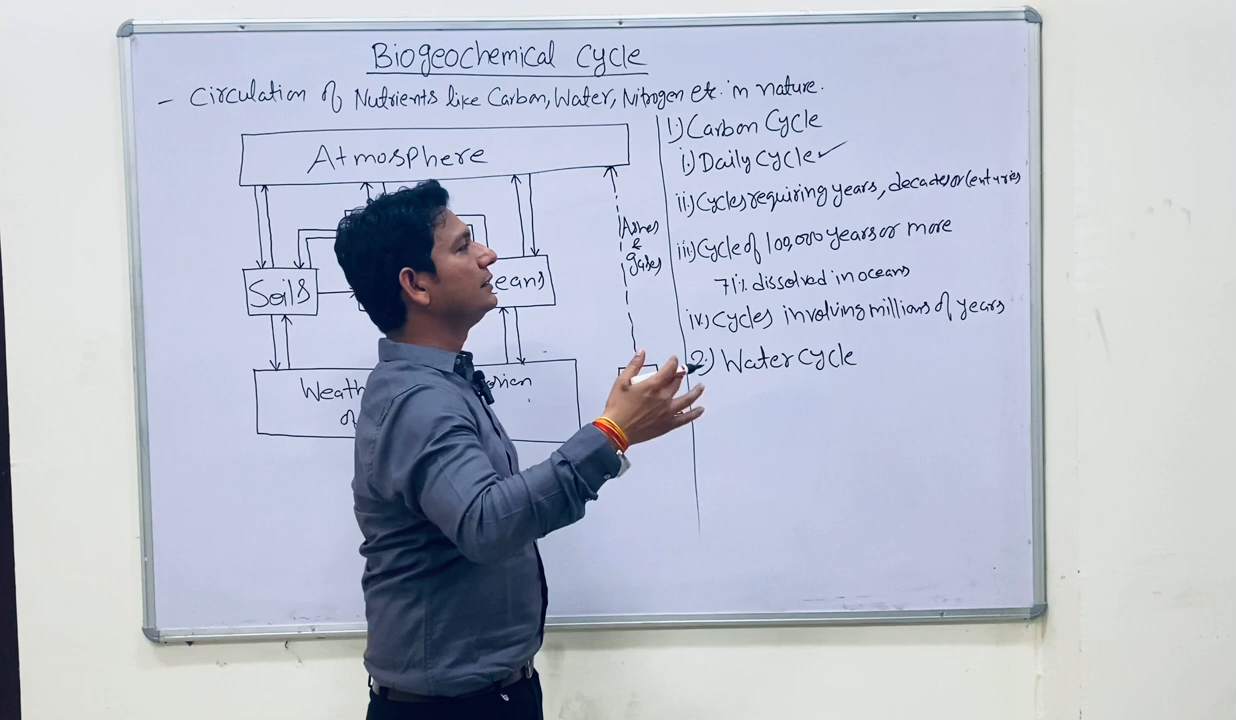 Biogeochemical Cycle
- Circulation of Nutrients like Carbon, Water, Nitrogen etc. in nature.
Atmosphere
Soils
eans
Ashes
&
gases
Weath
of
1.) Carbon Cycle
i.) Daily Cycle ✓
ii.) Cycles requiring years, decades or Centuries
iii.) Cycle of 100,000 years or more
71% dissolved in oceans
iv.) Cycles involving millions of years
2.) Water Cycle